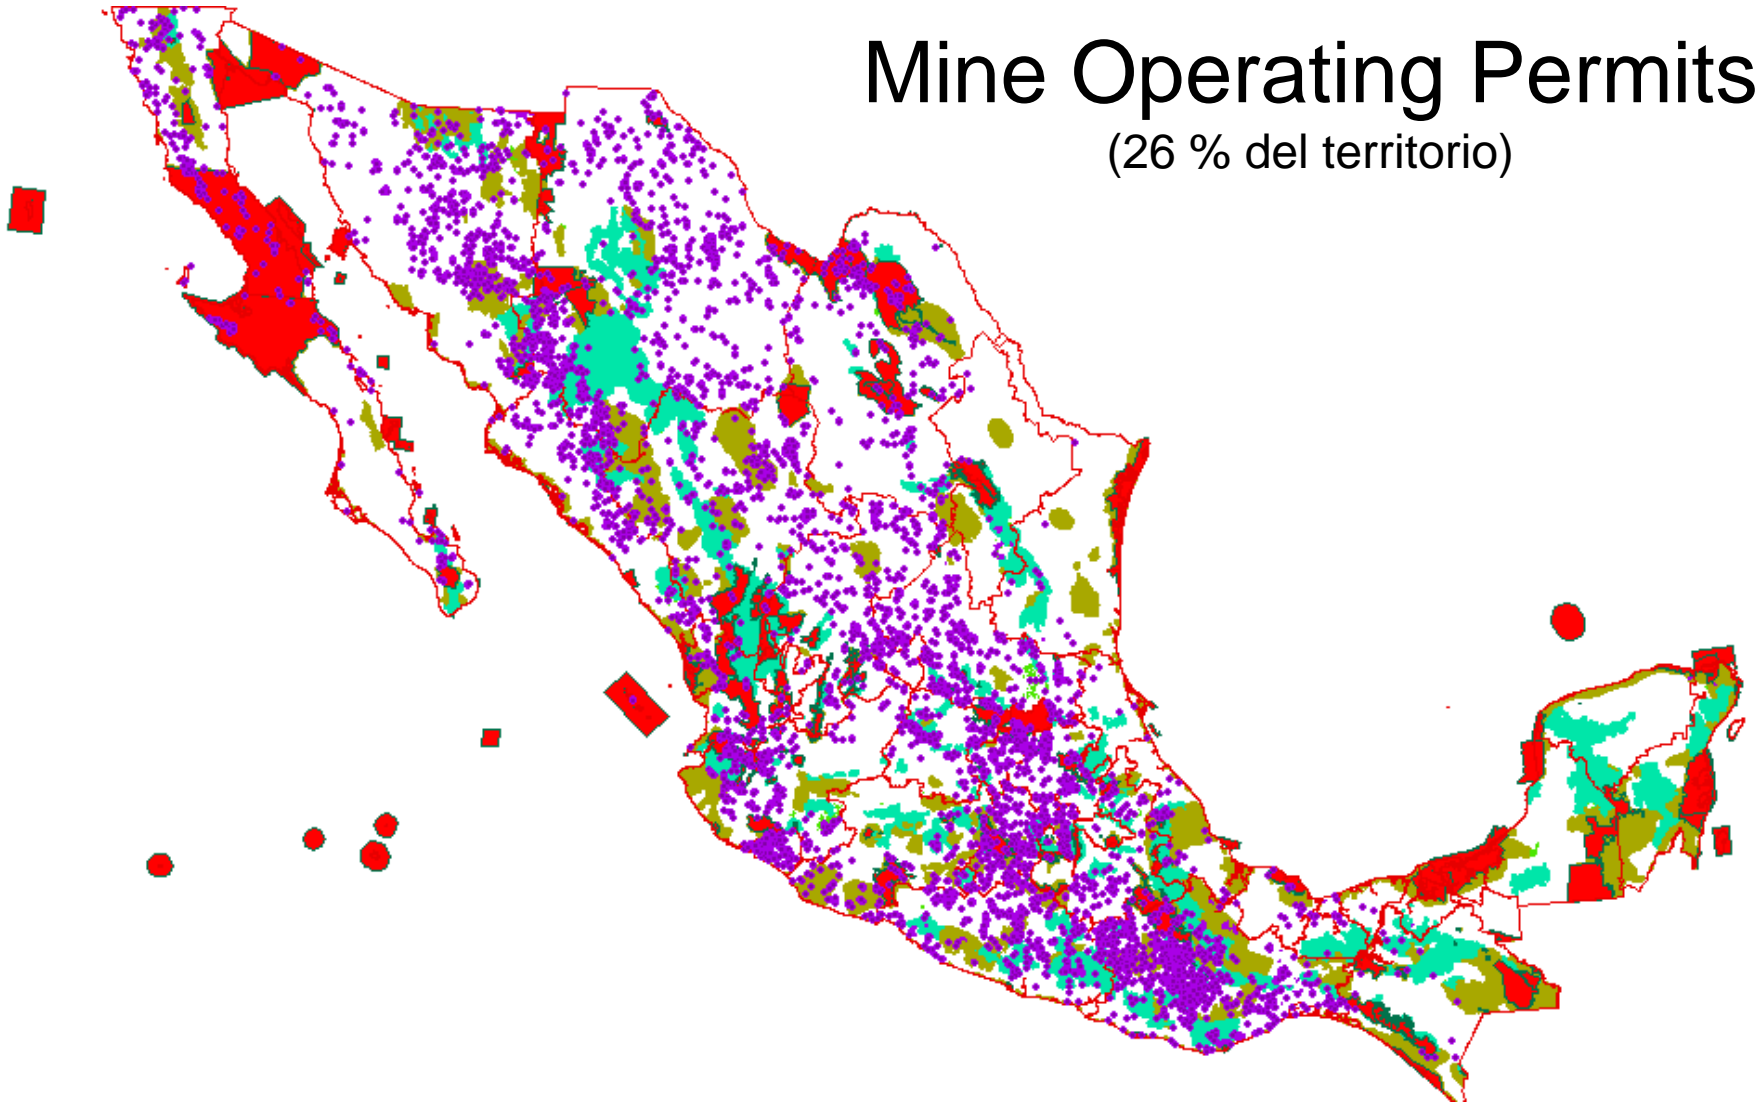 Mine Operating Permits
(26 % del territorio)